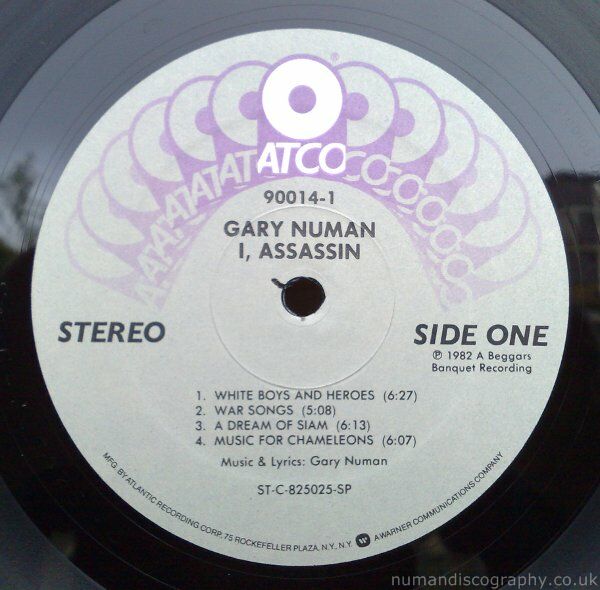 ATCO
®
90014-1
GARY NUMAN
I, ASSASSIN
STEREO
SIDE ONE
℗ 1982 A Beggars
Banquet Recording
1. WHITE BOYS AND HEROES (6:27)
2. WAR SONGS (5:08)
3. A DREAM OF SIAM (6:13)
4. MUSIC FOR CHAMELEONS (6:07)
Music & Lyrics: Gary Numan
ST-C-825025-SP
MFG. BY ATLANTIC RECORDING CORP., 75 ROCKEFELLER PLAZA, N.Y., N.Y. A WARNER COMMUNICATIONS COMPANY
numandiscography.co.uk